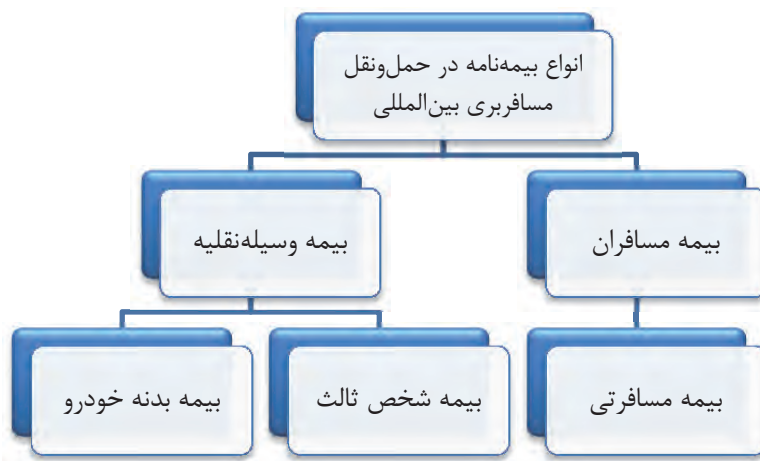 انواع بیمه‌نامه در حمل‌ونقل
مسافربری بین‌المللی
بیمه مسافران
بیمه وسیله‌نقلیه
بیمه مسافرتی
بیمه شخص ثالث
بیمه بدنه خودرو